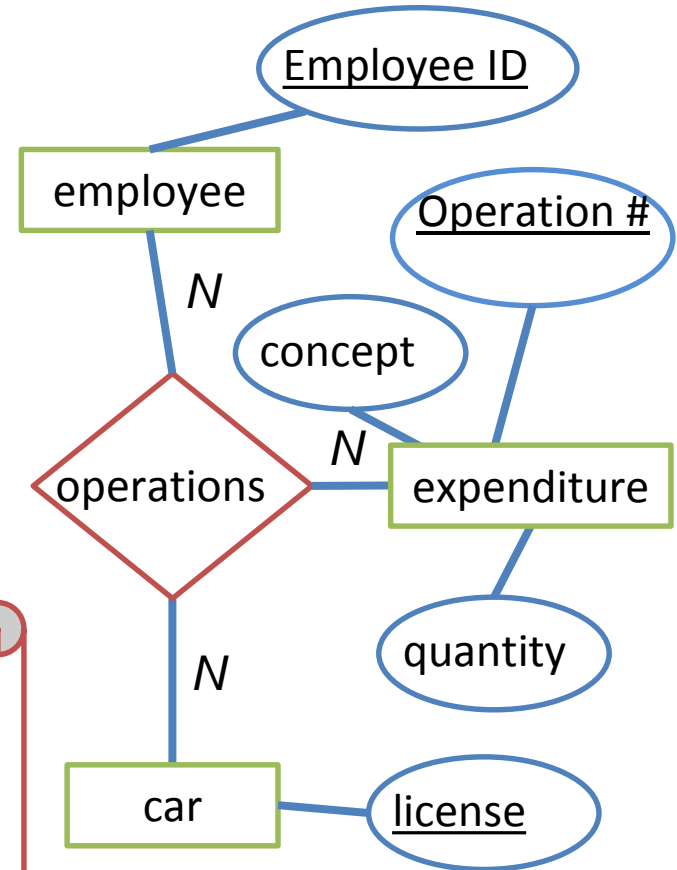 Employee ID
employee
Operation #
N
concept
N
operations
expenditure
quantity
N
car
license